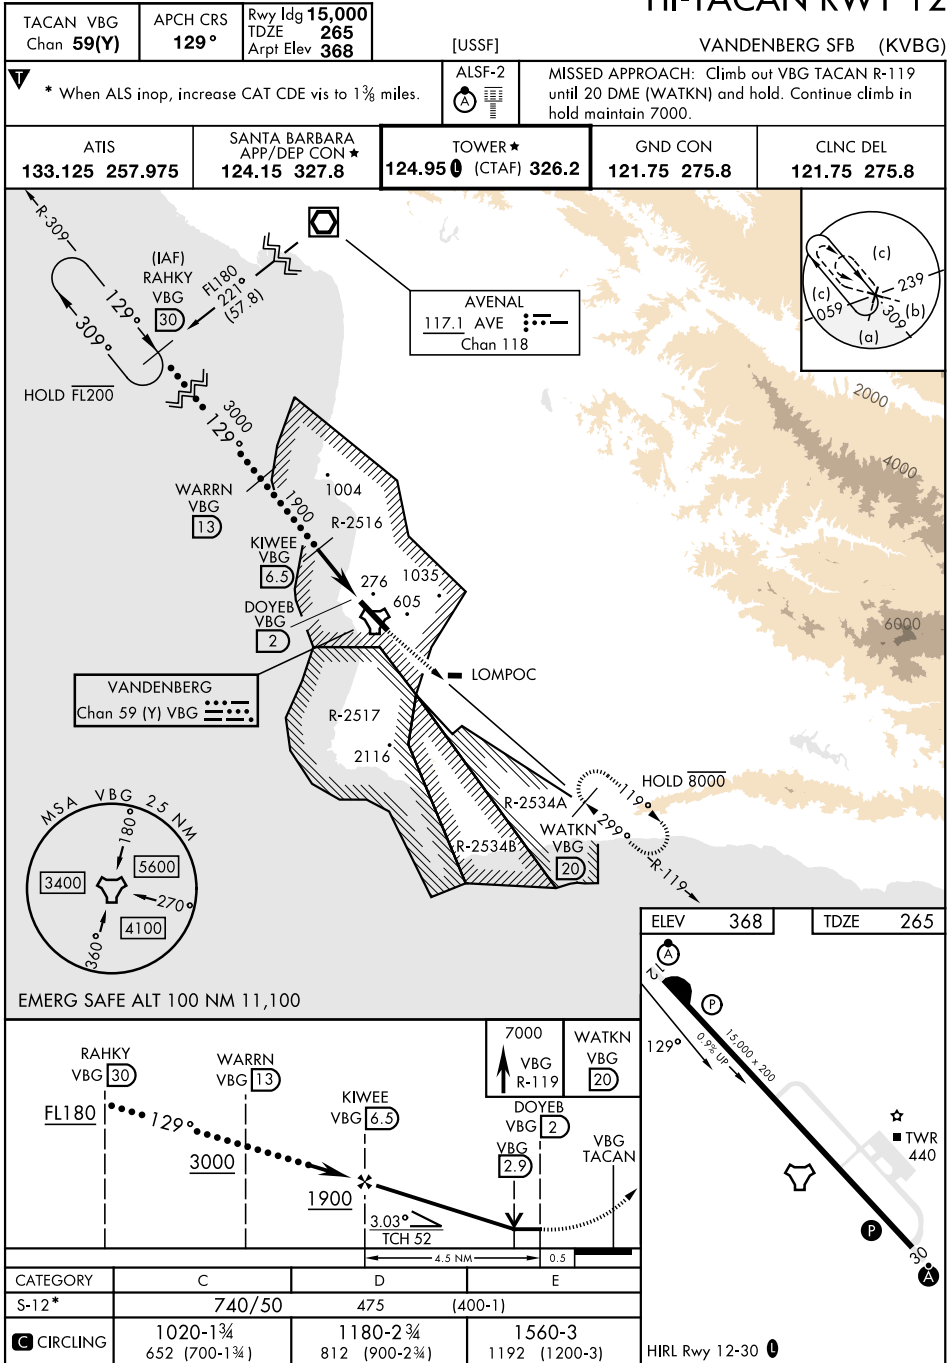 HI-TACAN RWY 12
TACAN VBG
Chan 59(Y)
APCH CRS
129°
Rwy ldg 15,000
TDZE 265
Arpt Elev 368
[USSF]
VANDENBERG SFB (KVBG)
T
* When ALS inop, increase CAT CDE vis to 1⅜ miles.
ALSF-2
A
MISSED APPROACH: Climb out VBG TACAN R-119
until 20 DME (WATKN) and hold. Continue climb in
hold maintain 7000.
ATIS
133.125 257.975
SANTA BARBARA
APP/DEP CON ★
124.15 327.8
TOWER ★
124.95 L (CTAF) 326.2
GND CON
121.75 275.8
CLNC DEL
121.75 275.8
R-309
(IAF)
RAHKY
VBG
30
FL180
221°
(57.8)
129°
309°
HOLD FL200
AVENAL
117.1 AVE
Chan 118
(c)
239
(c)
059
(b)
309
(a)
2000
4000
6000
3000
129°
WARRN
VBG
13
1900
1004
R-2516
KIWEE
VBG
6.5
276
1035
605
DOYEB
VBG
2
LOMPOC
VANDENBERG
Chan 59 (Y) VBG
R-2517
2116
HOLD 8000
119°
299°
R-2534A
R-2534B
WATKN
VBG
20
R-119
MSA VBG 25 NM
180°
3400
5600
270°
4100
360°
EMERG SAFE ALT 100 NM 11,100
ELEV 368
TDZE 265
A
12
P
129°
0.9% UP
15,000 x 200
TWR
440
P
30
A
HIRL Rwy 12-30 L
RAHKY
VBG 30
WARRN
VBG 13
KIWEE
VBG 6.5
7000
VBG
R-119
WATKN
VBG
20
DOYEB
VBG 2
VBG
2.9
VBG
TACAN
FL180
129°
3000
1900
3.03°
TCH 52
4.5 NM
0.5
CATEGORY C D E
S-12* 740/50 475 (400-1)
C CIRCLING
1020-1¾
652 (700-1¾)
1180-2¾
812 (900-2¾)
1560-3
1192 (1200-3)